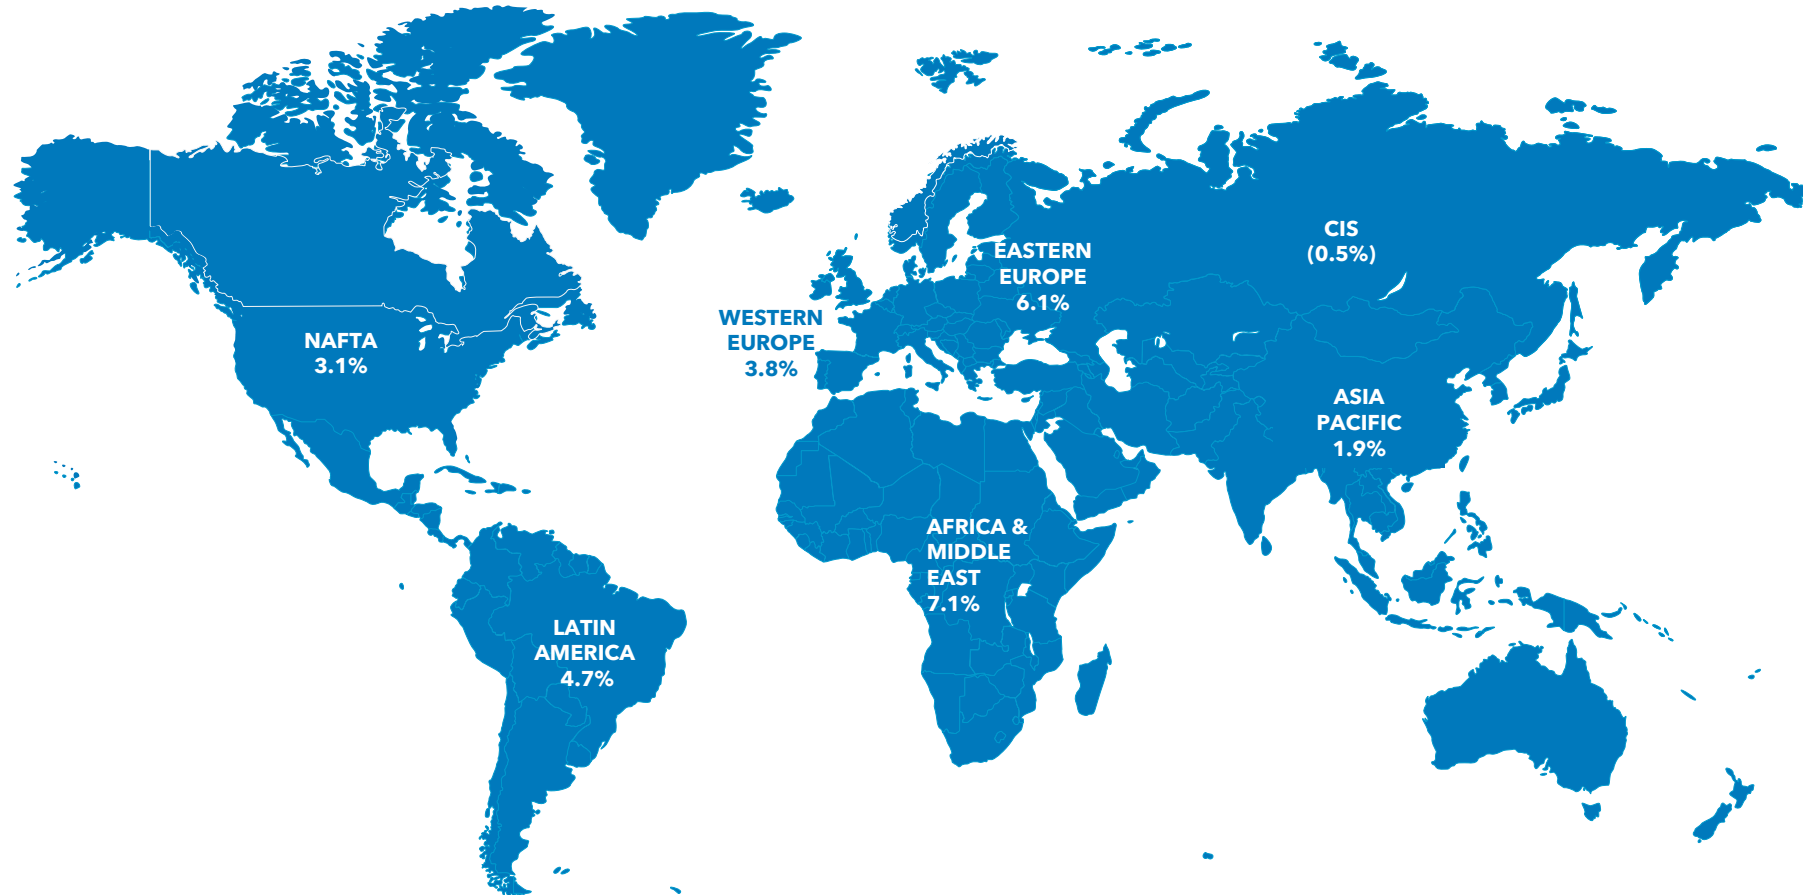 NAFTA
3.1%
WESTERN
EUROPE
3.8%
EASTERN
EUROPE
6.1%
CIS
(0.5%)
ASIA
PACIFIC
1.9%
AFRICA &
MIDDLE
EAST
7.1%
LATIN
AMERICA
4.7%